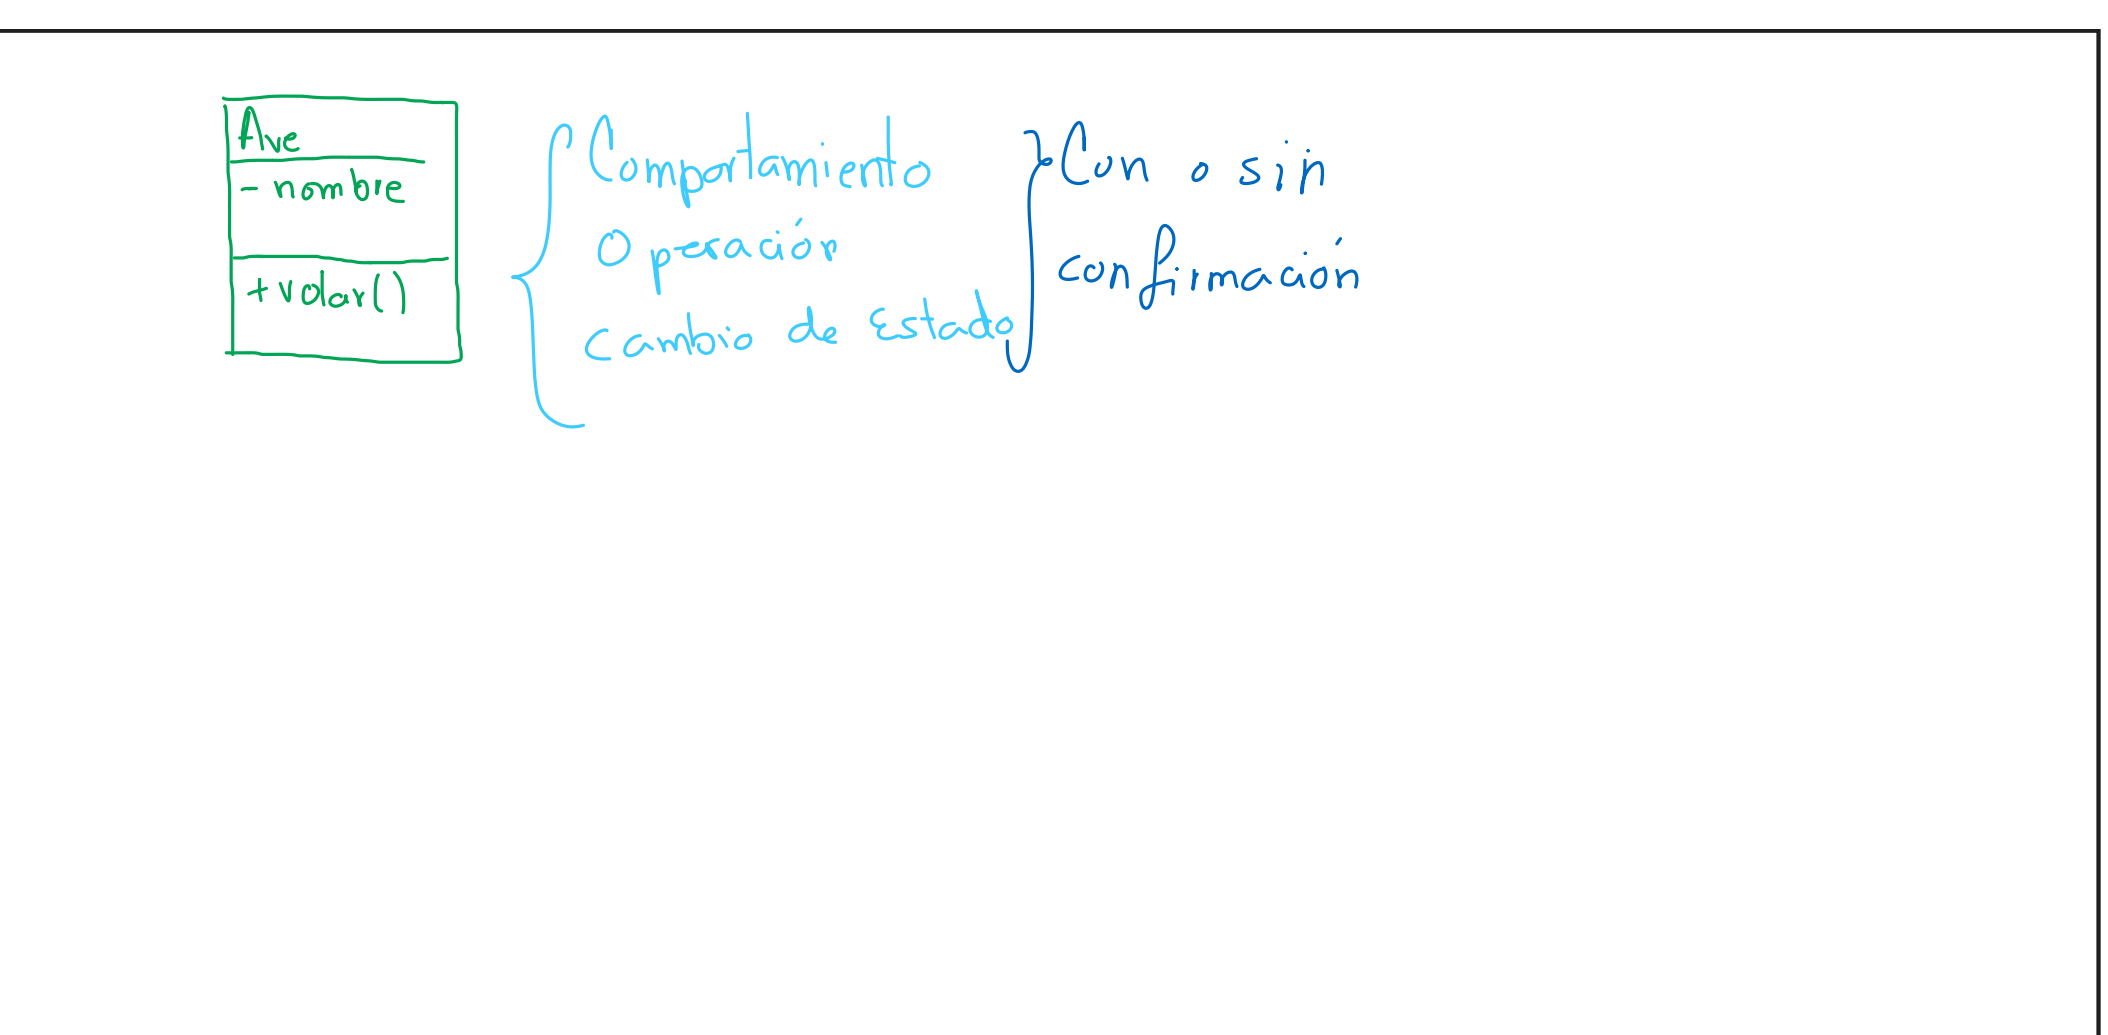 Ave
- nombre
+volar()
Comportamiento
Operación
Cambio de Estado
Con o sin
confirmación